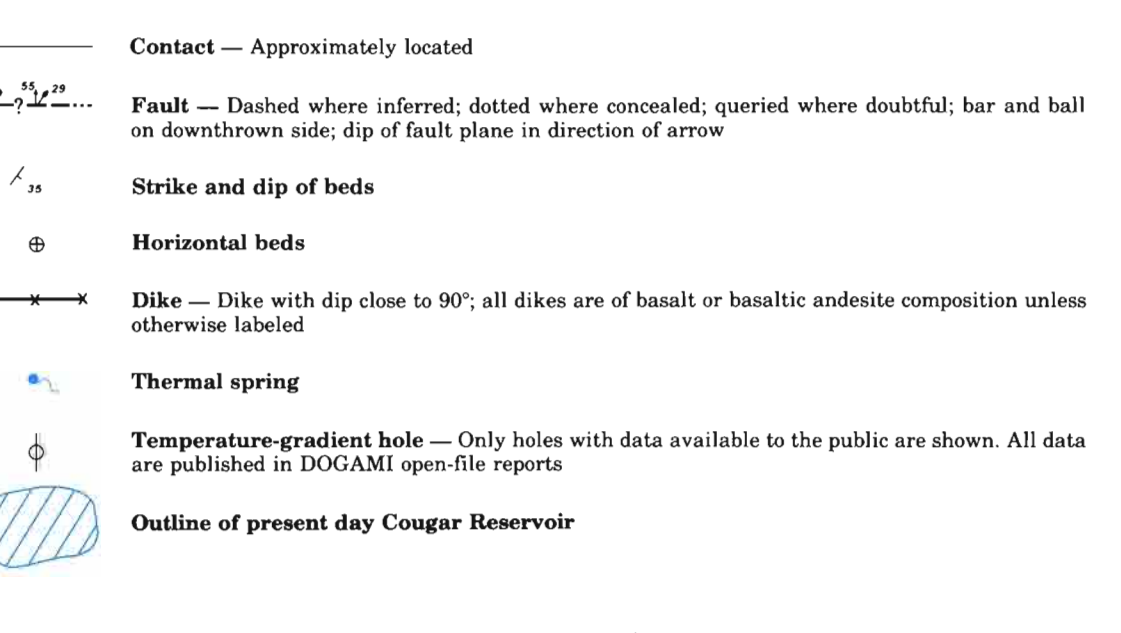 Contact — Approximately located
55 29
?
Fault — Dashed where inferred; dotted where concealed; queried where doubtful; bar and ball
on downthrown side; dip of fault plane in direction of arrow
35
Strike and dip of beds
Horizontal beds
Dike — Dike with dip close to 90°; all dikes are of basalt or basaltic andesite composition unless
otherwise labeled
Thermal spring
Temperature-gradient hole — Only holes with data available to the public are shown. All data
are published in DOGAMI open-file reports
Outline of present day Cougar Reservoir